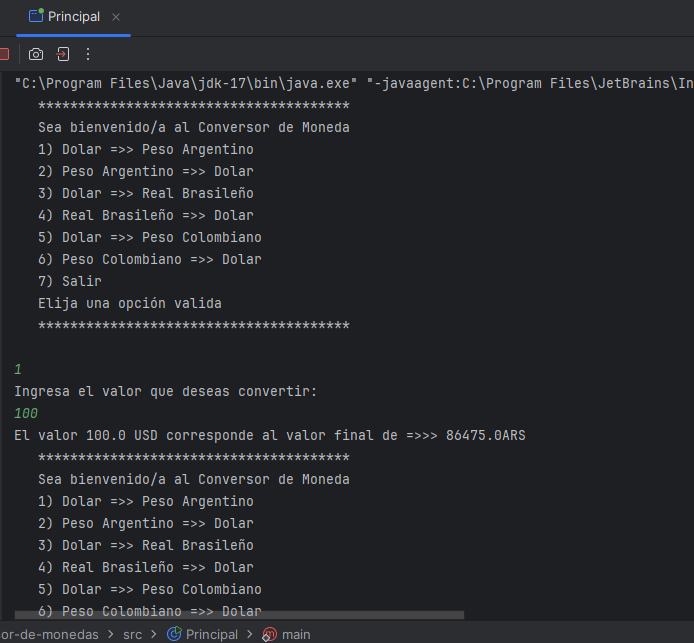 Principal
"C:\Program Files\Java\jdk-17\bin\java.exe" "-javaagent:C:\Program Files\JetBrains\In
***************************************
Sea bienvenido/a al Conversor de Moneda
1) Dolar =>> Peso Argentino
2) Peso Argentino =>> Dolar
3) Dolar =>> Real Brasileño
4) Real Brasileño =>> Dolar
5) Dolar =>> Peso Colombiano
6) Peso Colombiano =>> Dolar
7) Salir
Elija una opción valida
***************************************
1
Ingresa el valor que deseas convertir:
100
El valor 100.0 USD corresponde al valor final de =>>> 86475.0ARS
***************************************
Sea bienvenido/a al Conversor de Moneda
1) Dolar =>> Peso Argentino
2) Peso Argentino =>> Dolar
3) Dolar =>> Real Brasileño
4) Real Brasileño =>> Dolar
5) Dolar =>> Peso Colombiano
6) Peso Colombiano =>> Dolar
or-de-monedas > src > Principal > main